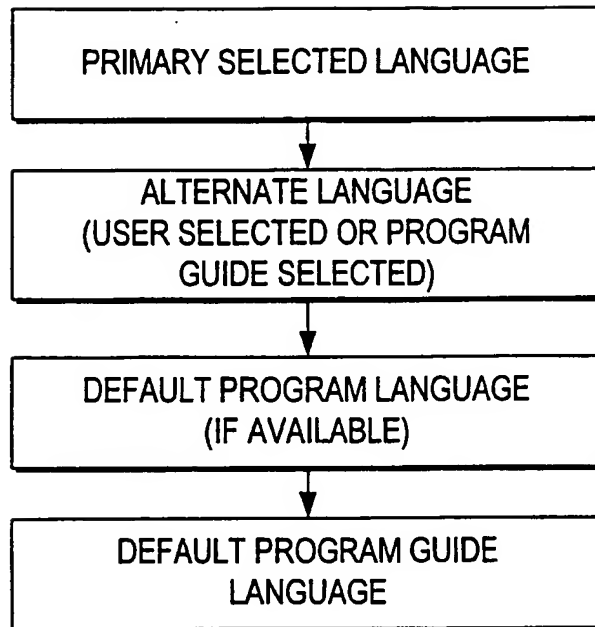 PRIMARY SELECTED LANGUAGE
ALTERNATE LANGUAGE
(USER SELECTED OR PROGRAM
GUIDE SELECTED)
DEFAULT PROGRAM LANGUAGE
(IF AVAILABLE)
DEFAULT PROGRAM GUIDE
LANGUAGE